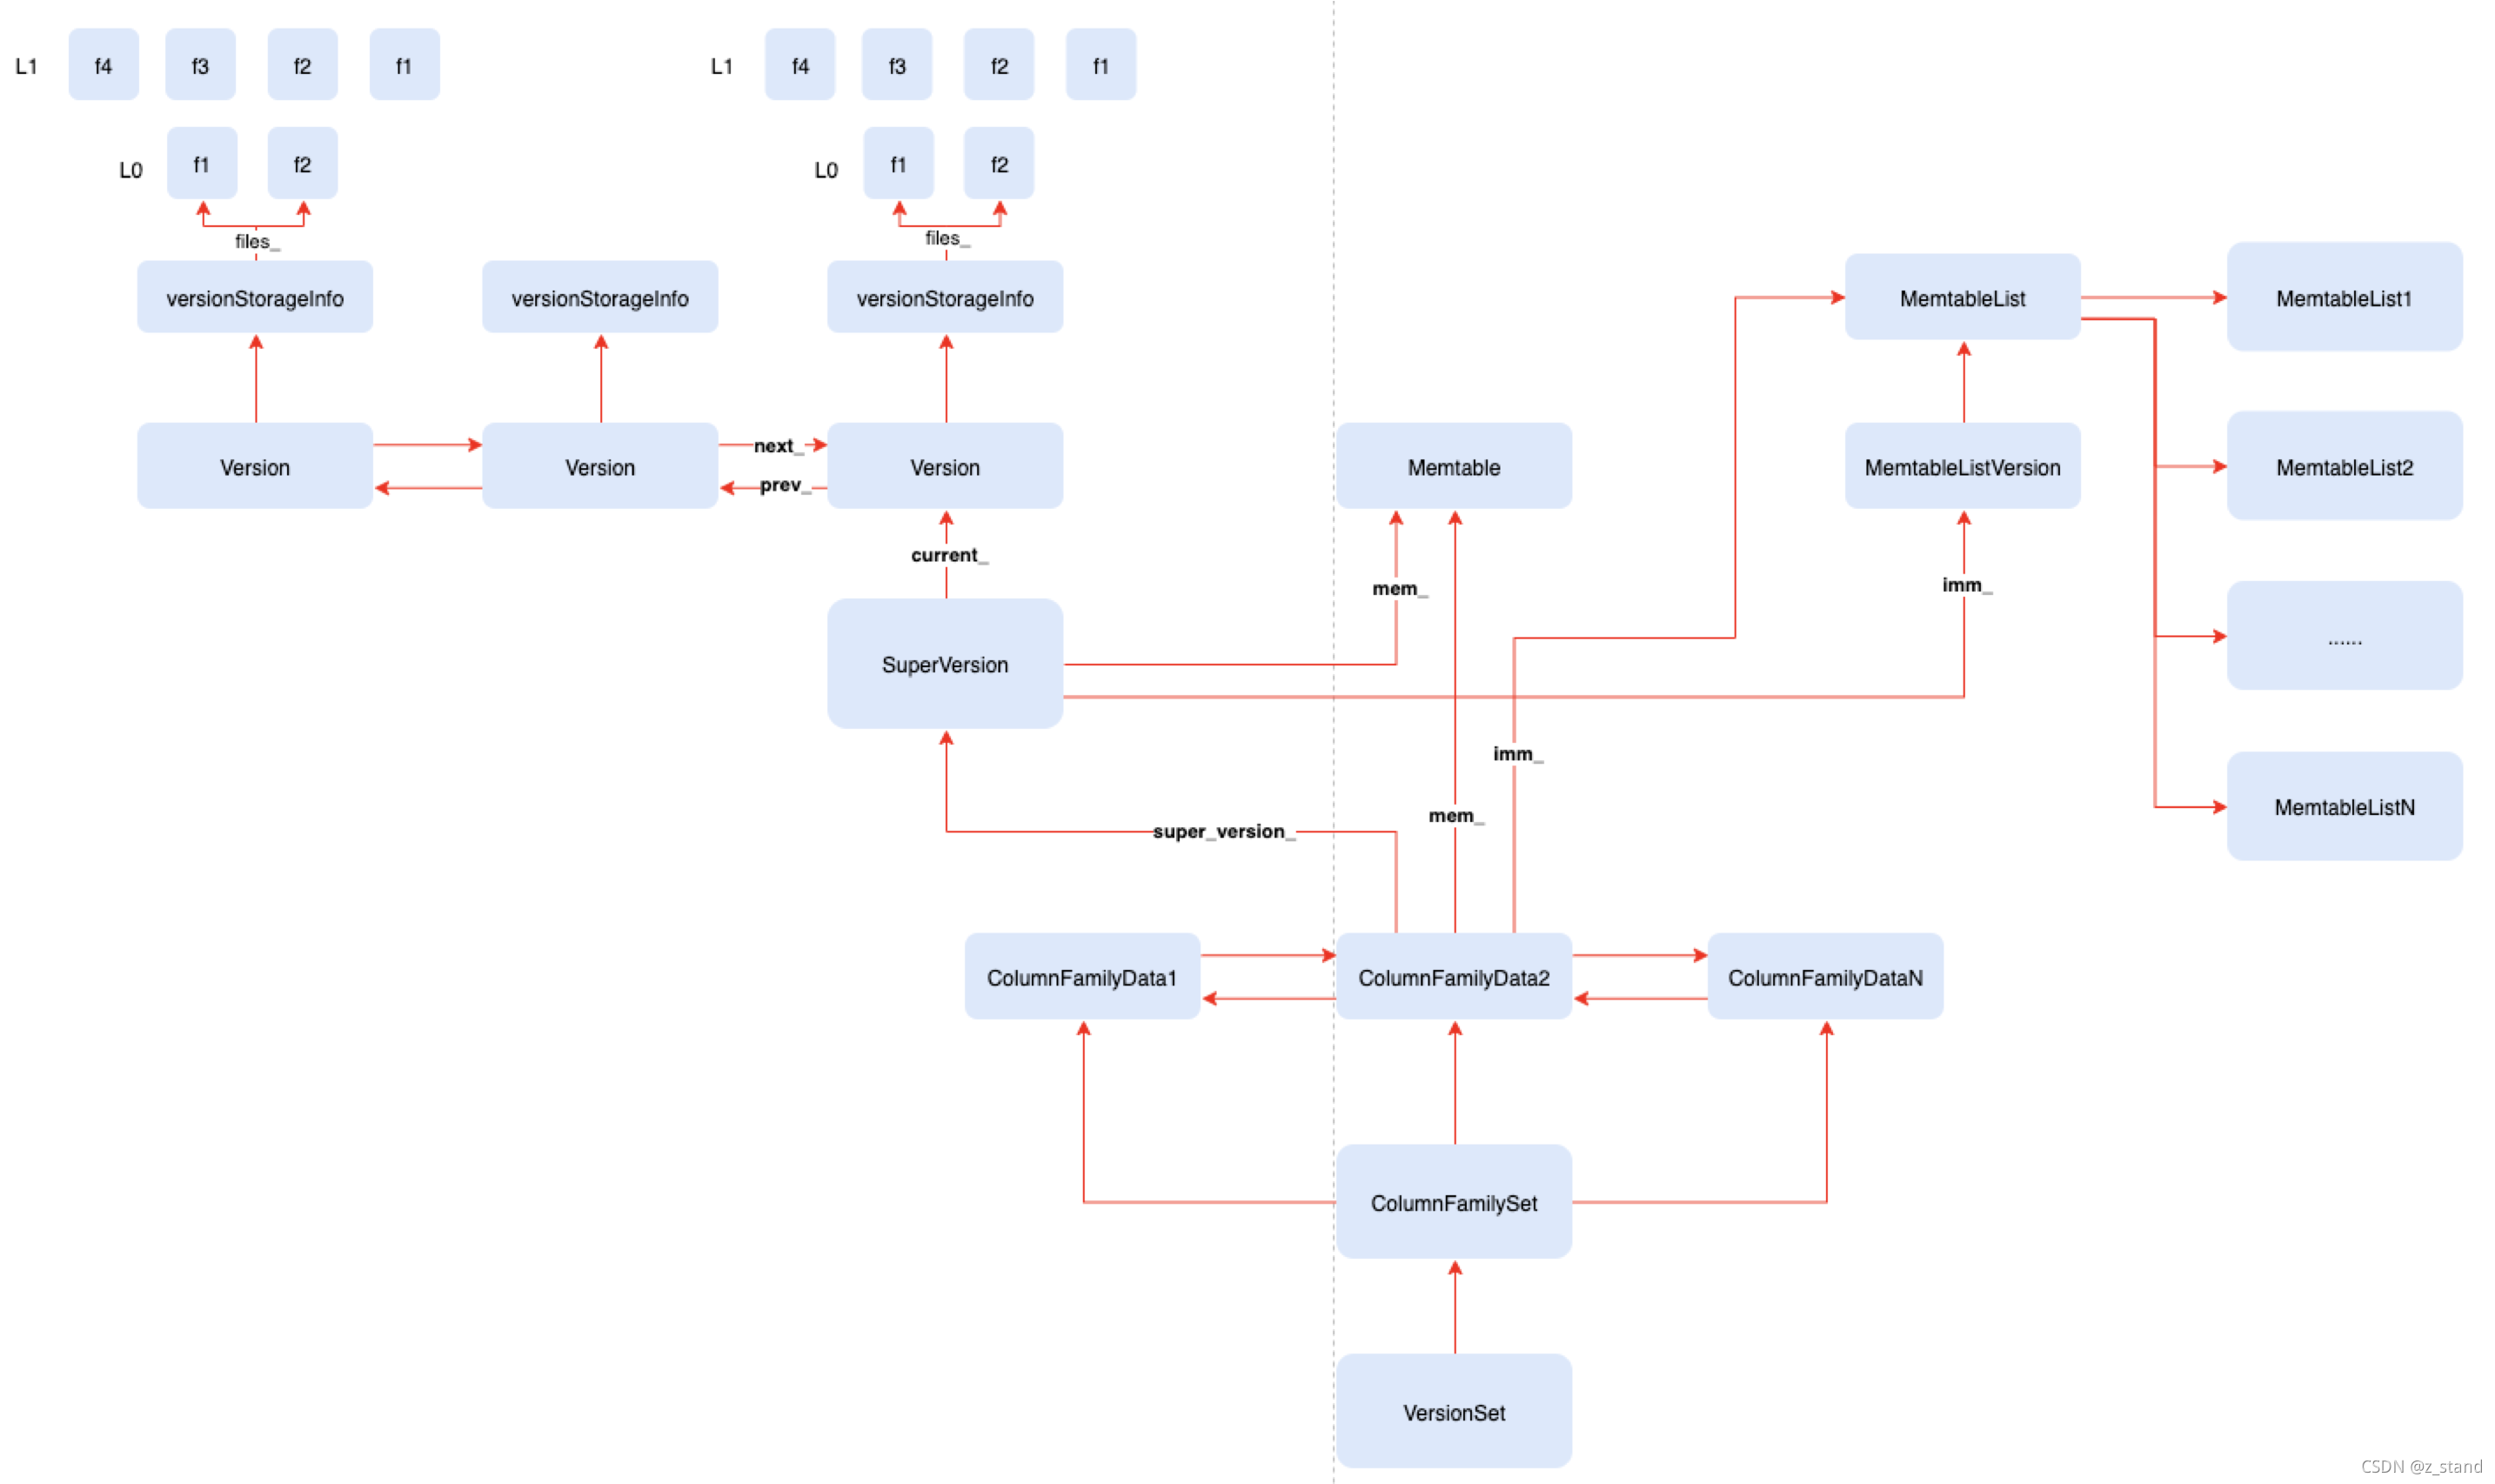 L1 f4 f3 f2 f1 L1 f4 f3 f2 f1
L0 f1 f2 L0 f1 f2
files_ files_
versionStorageInfo versionStorageInfo versionStorageInfo MemtableList MemtableList1
Version Version next_ Version Memtable MemtableListVersion MemtableList2
prev_
current_
mem_ imm_
SuperVersion ......
imm_
mem_ MemtableListN
super_version_
ColumnFamilyData1 ColumnFamilyData2 ColumnFamilyDataN
ColumnFamilySet
VersionSet
CSDN @z_stand